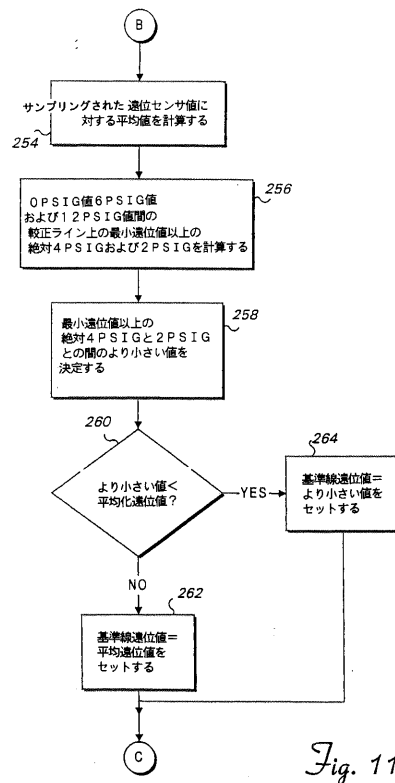 B
サンプリングされた 遠位センサ値に
対する平均値を計算する
254
256
0PSIG値6PSIG値
および12PSIG値間の
較正ライン上の最小遠位値以上の
絶対4PSIGおよび2PSIGを計算する
258
最小遠位値以上の
絶対4PSIGと2PSIG
との間のより小さい値を
決定する
260
より小さい値<
平均化遠位値?
YES
264
基準線遠位値=
より小さい値を
セットする
NO
262
基準線遠位値=
平均遠位値を
セットする
C
Fig. 11